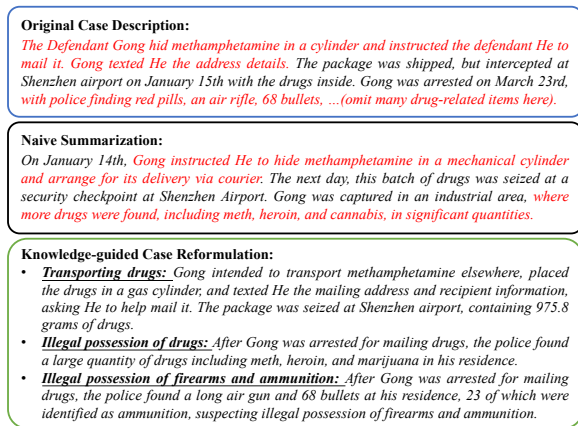 Original Case Description:
The Defendant Gong hid methamphetamine in a cylinder and instructed the defendant He to
mail it. Gong texted He the address details. The package was shipped, but intercepted at
Shenzhen airport on January 15th with the drugs inside. Gong was arrested on March 23rd,
with police finding red pills, an air rifle, 68 bullets, …(omit many drug-related items here).
Naive Summarization:
On January 14th, Gong instructed He to hide methamphetamine in a mechanical cylinder
and arrange for its delivery via courier. The next day, this batch of drugs was seized at a
security checkpoint at Shenzhen Airport. Gong was captured in an industrial area, where
more drugs were found, including meth, heroin, and cannabis, in significant quantities.
Knowledge-guided Case Reformulation:
• Transporting drugs: Gong intended to transport methamphetamine elsewhere, placed
the drugs in a gas cylinder, and texted He the mailing address and recipient information,
asking He to help mail it. The package was seized at Shenzhen airport, containing 975.8
grams of drugs.
• Illegal possession of drugs: After Gong was arrested for mailing drugs, the police found
a large quantity of drugs including meth, heroin, and marijuana in his residence.
• Illegal possession of firearms and ammunition: After Gong was arrested for mailing
drugs, the police found a long air gun and 68 bullets at his residence, 23 of which were
identified as ammunition, suspecting illegal possession of firearms and ammunition.